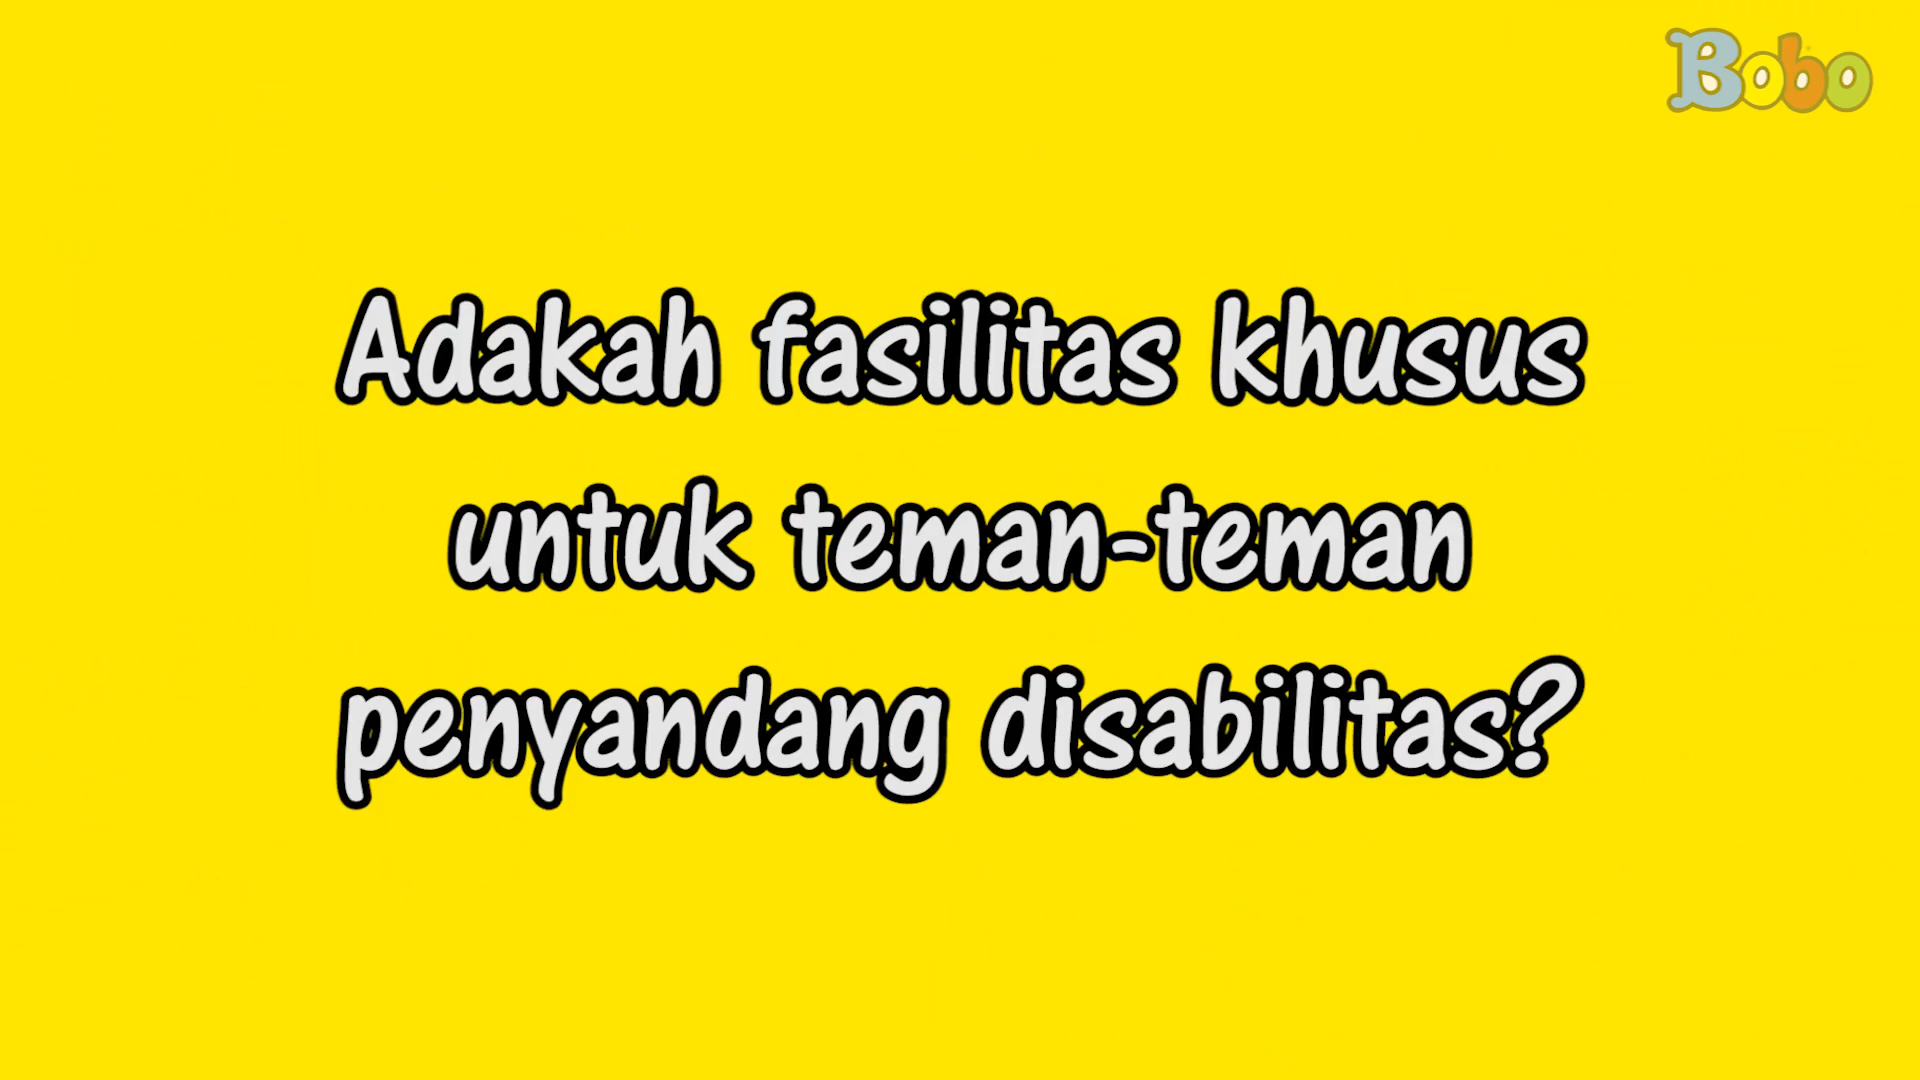 Bobo
Adakah fasilitas khusus
untuk teman-teman
penyandang disabilitas?